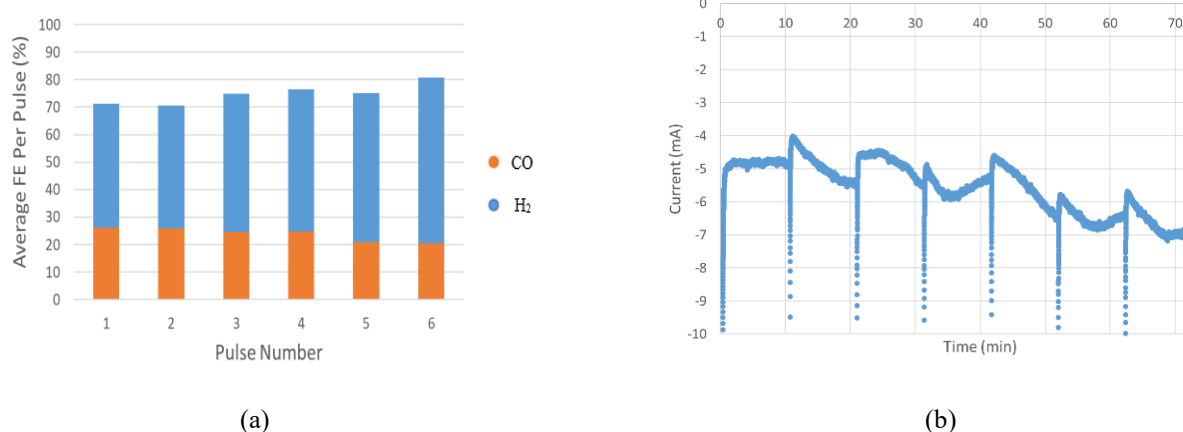 100
90
80
70
60
50
40
30
20
10
0
Average FE Per Pulse (%)
1 2 3 4 5 6
Pulse Number
CO
H₂
(a)
0
-1
-2
-3
-4
-5
-6
-7
-8
-9
-10
0 10 20 30 40 50 60 70
Current (mA)
Time (min)
(b)